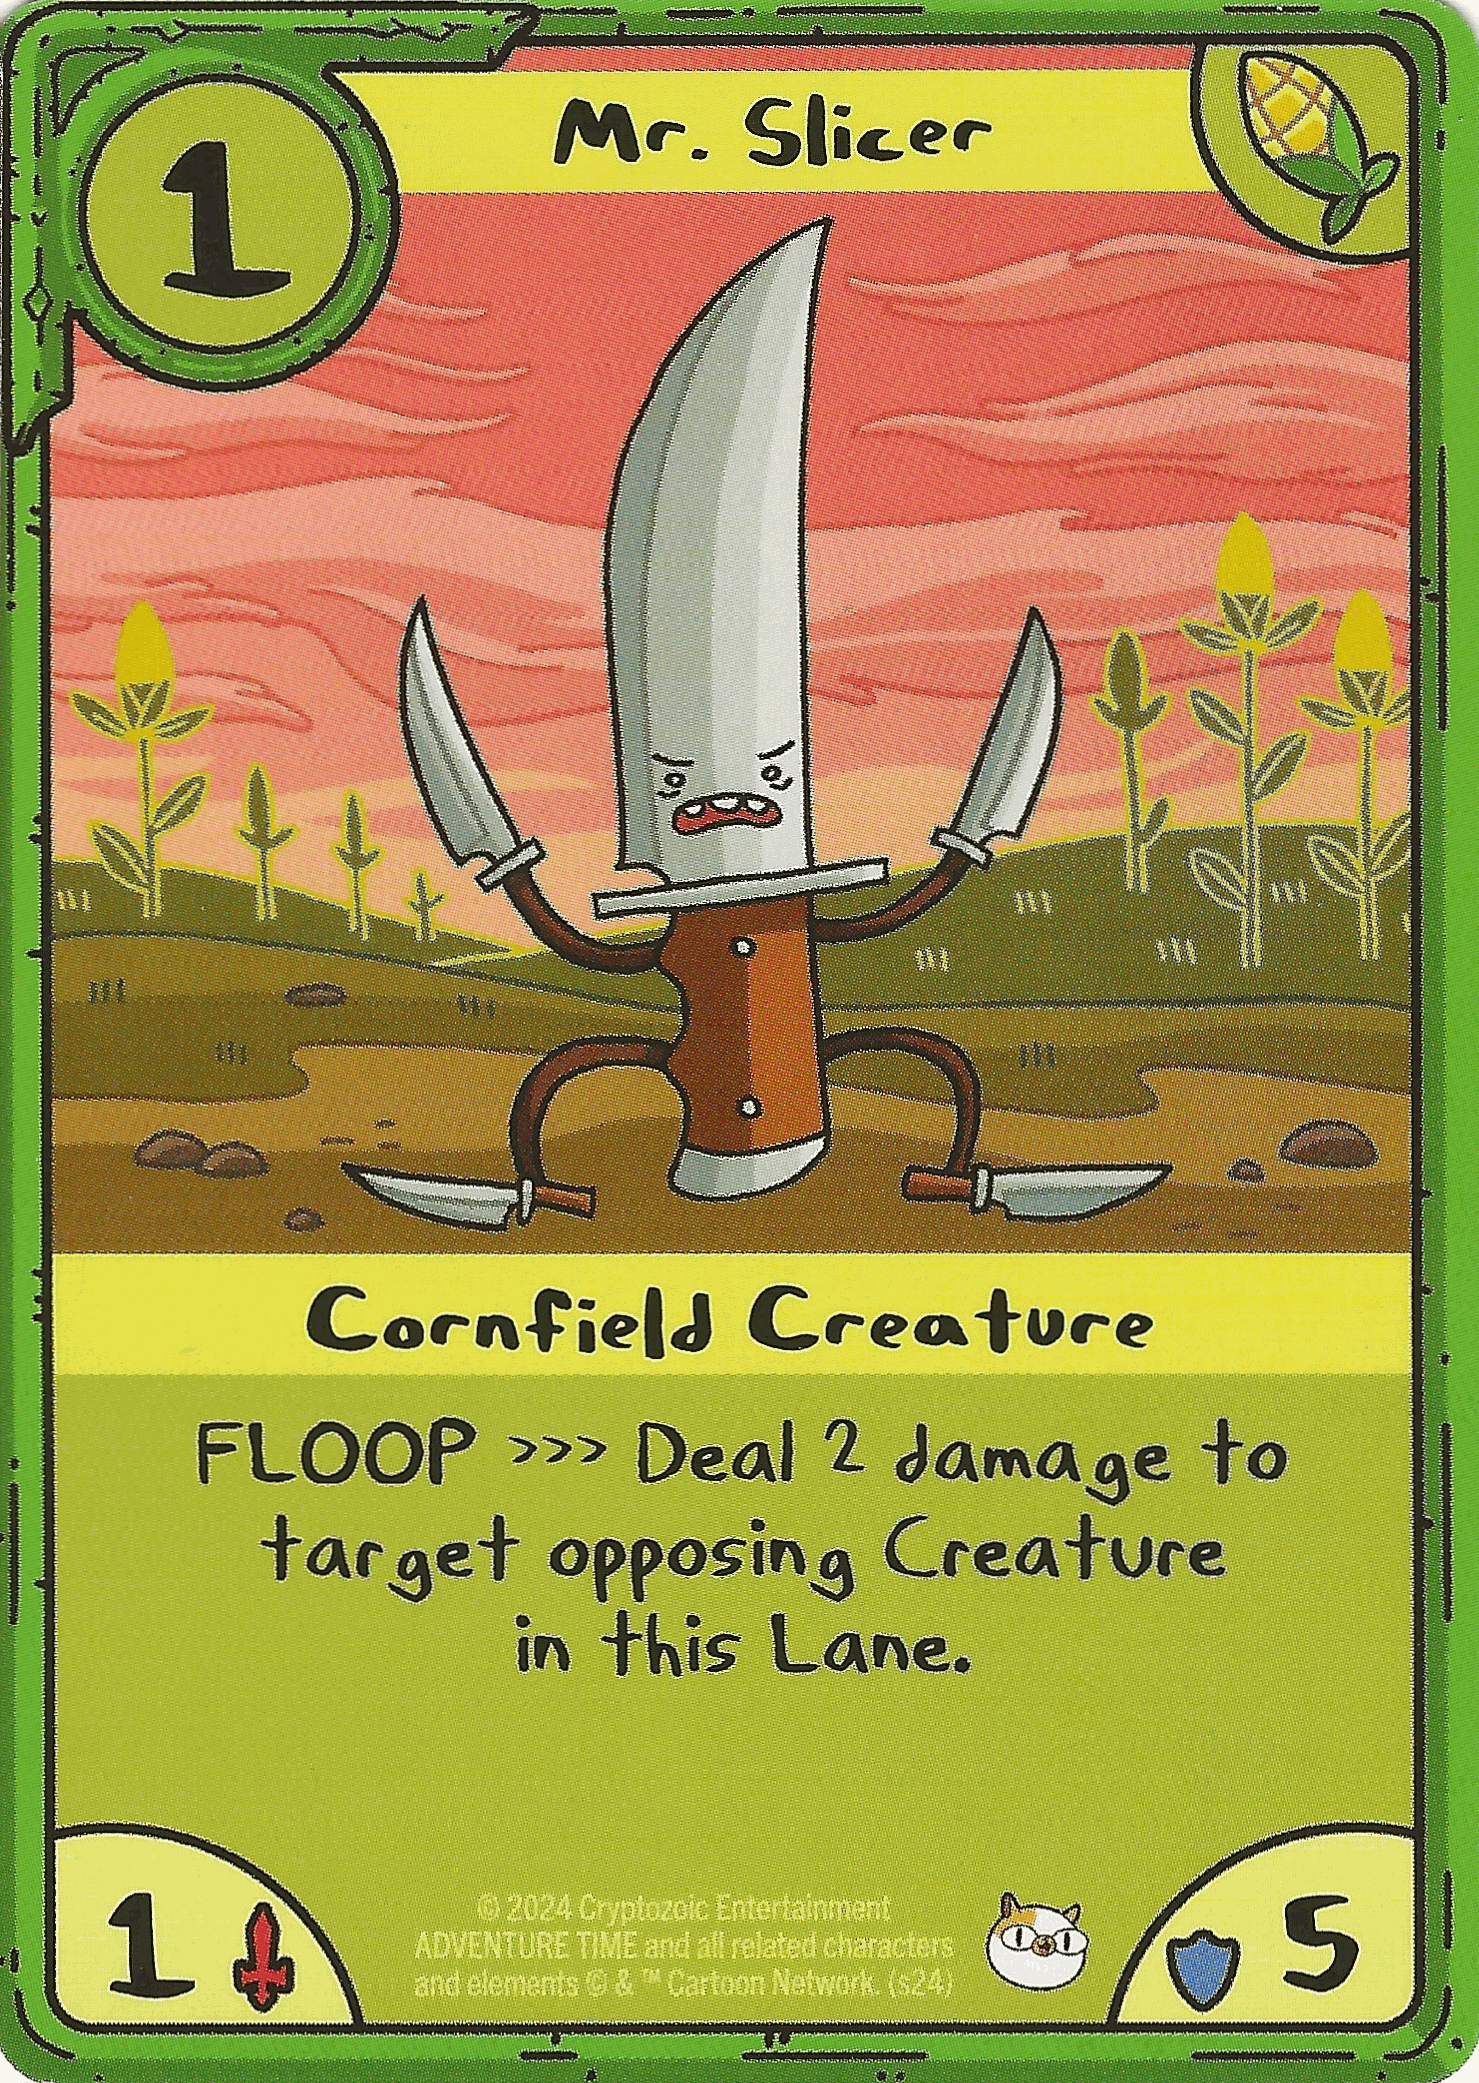 1
Mr. Slicer
Cornfield Creature
FLOOP >>> Deal 2 damage to
target opposing Creature
in this Lane.
1
© 2024 Cryptozoic Entertainment
ADVENTURE TIME and all related characters
and elements © & ™ Cartoon Network. (s24)
5